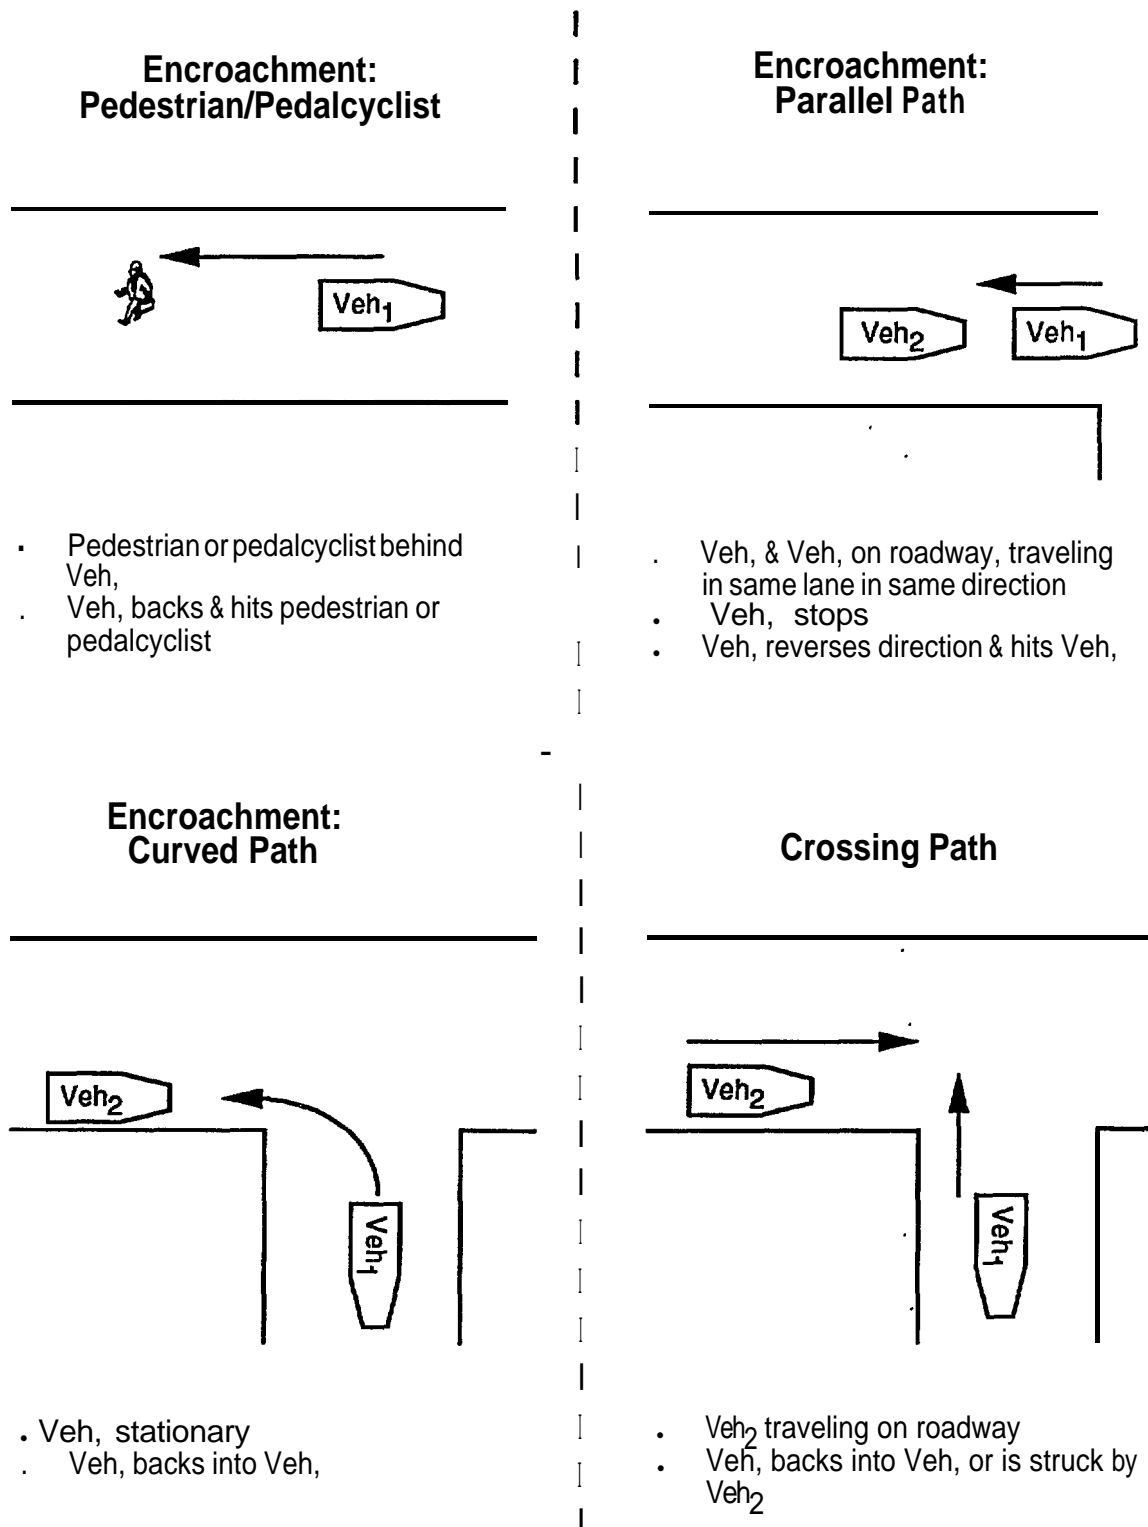 Encroachment:
Pedestrian/Pedalcyclist
Veh1
· Pedestrian or pedalcyclist behind
Veh,
. Veh, backs & hits pedestrian or
pedalcyclist
Encroachment:
Parallel Path
Veh2 Veh1
. Veh, & Veh, on roadway, traveling
in same lane in same direction
. Veh, stops
. Veh, reverses direction & hits Veh,
Encroachment:
Curved Path
Veh2
Veh1
. Veh, stationary
. Veh, backs into Veh,
Crossing Path
Veh2
Veh1
. Veh2 traveling on roadway
. Veh, backs into Veh, or is struck by
Veh2